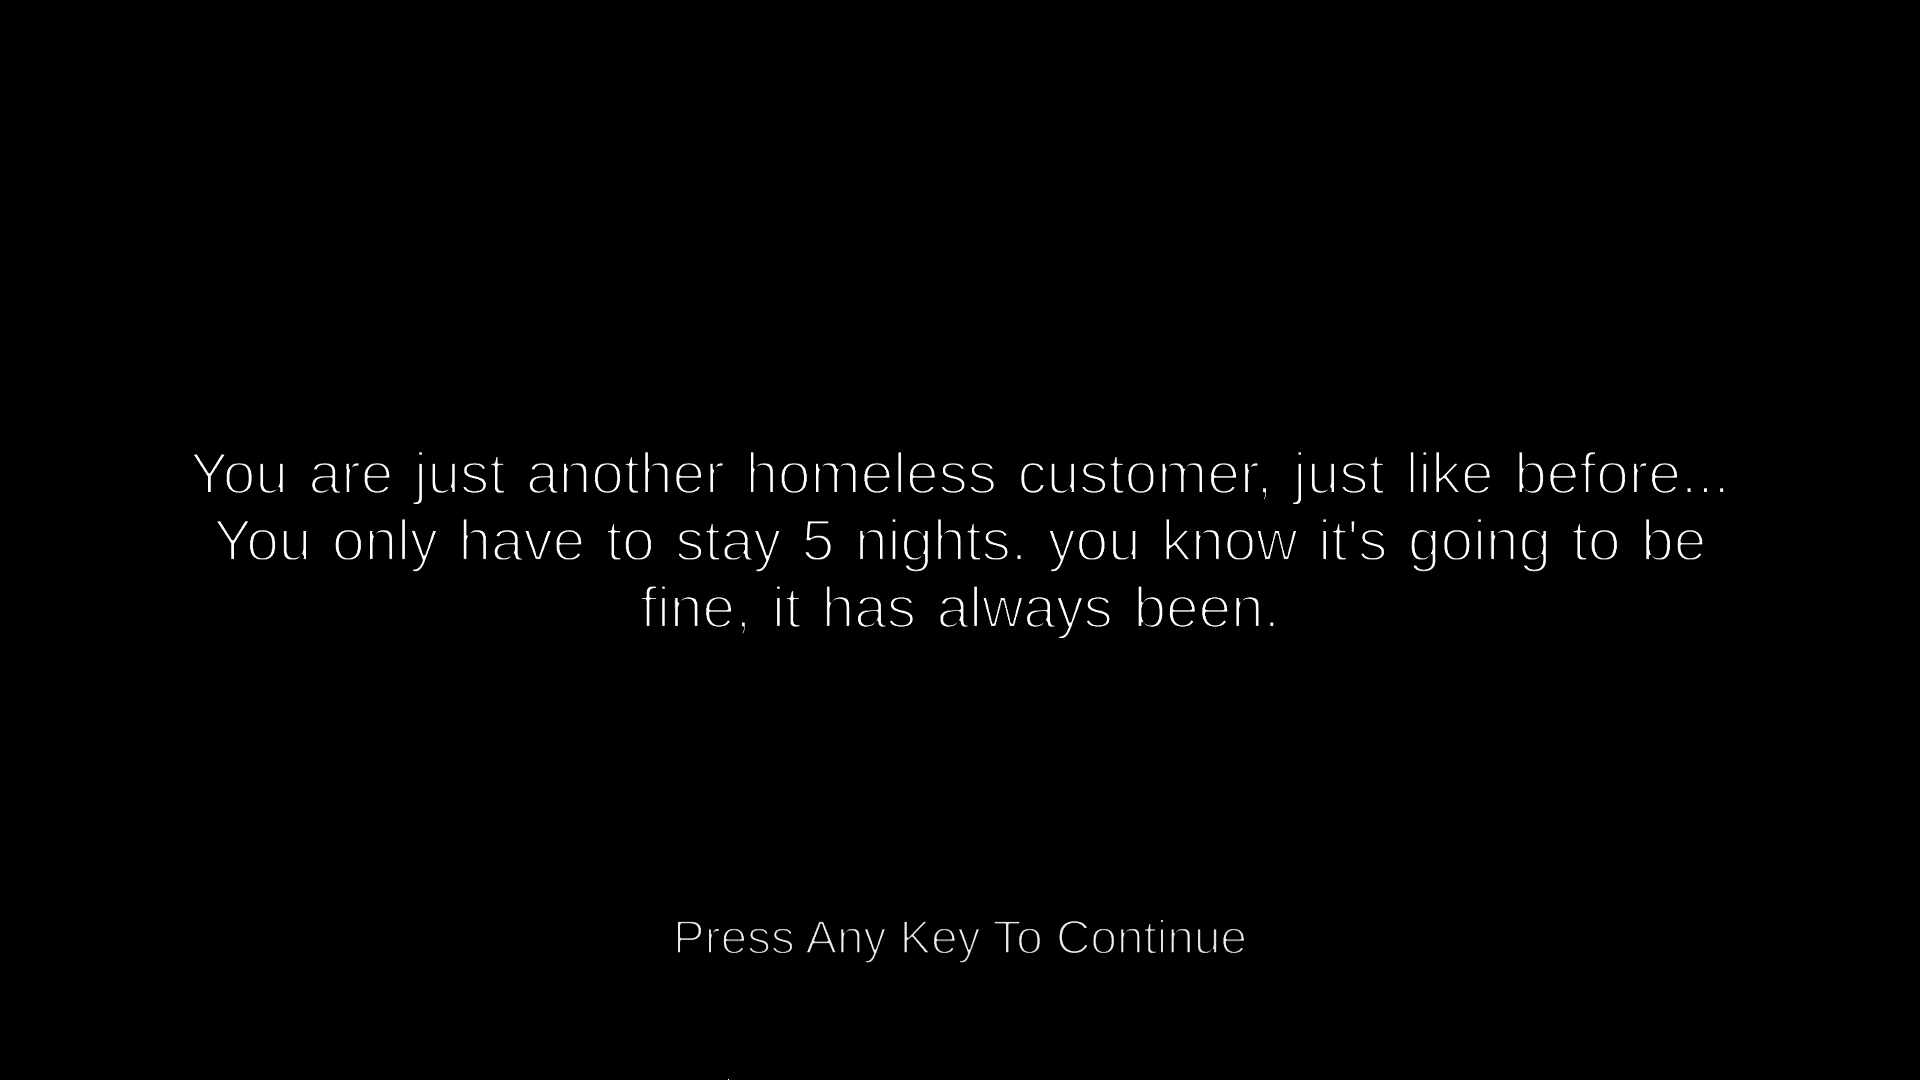 You are just another homeless customer, just like before...
You only have to stay 5 nights. you know it's going to be
fine, it has always been.
Press Any Key To Continue